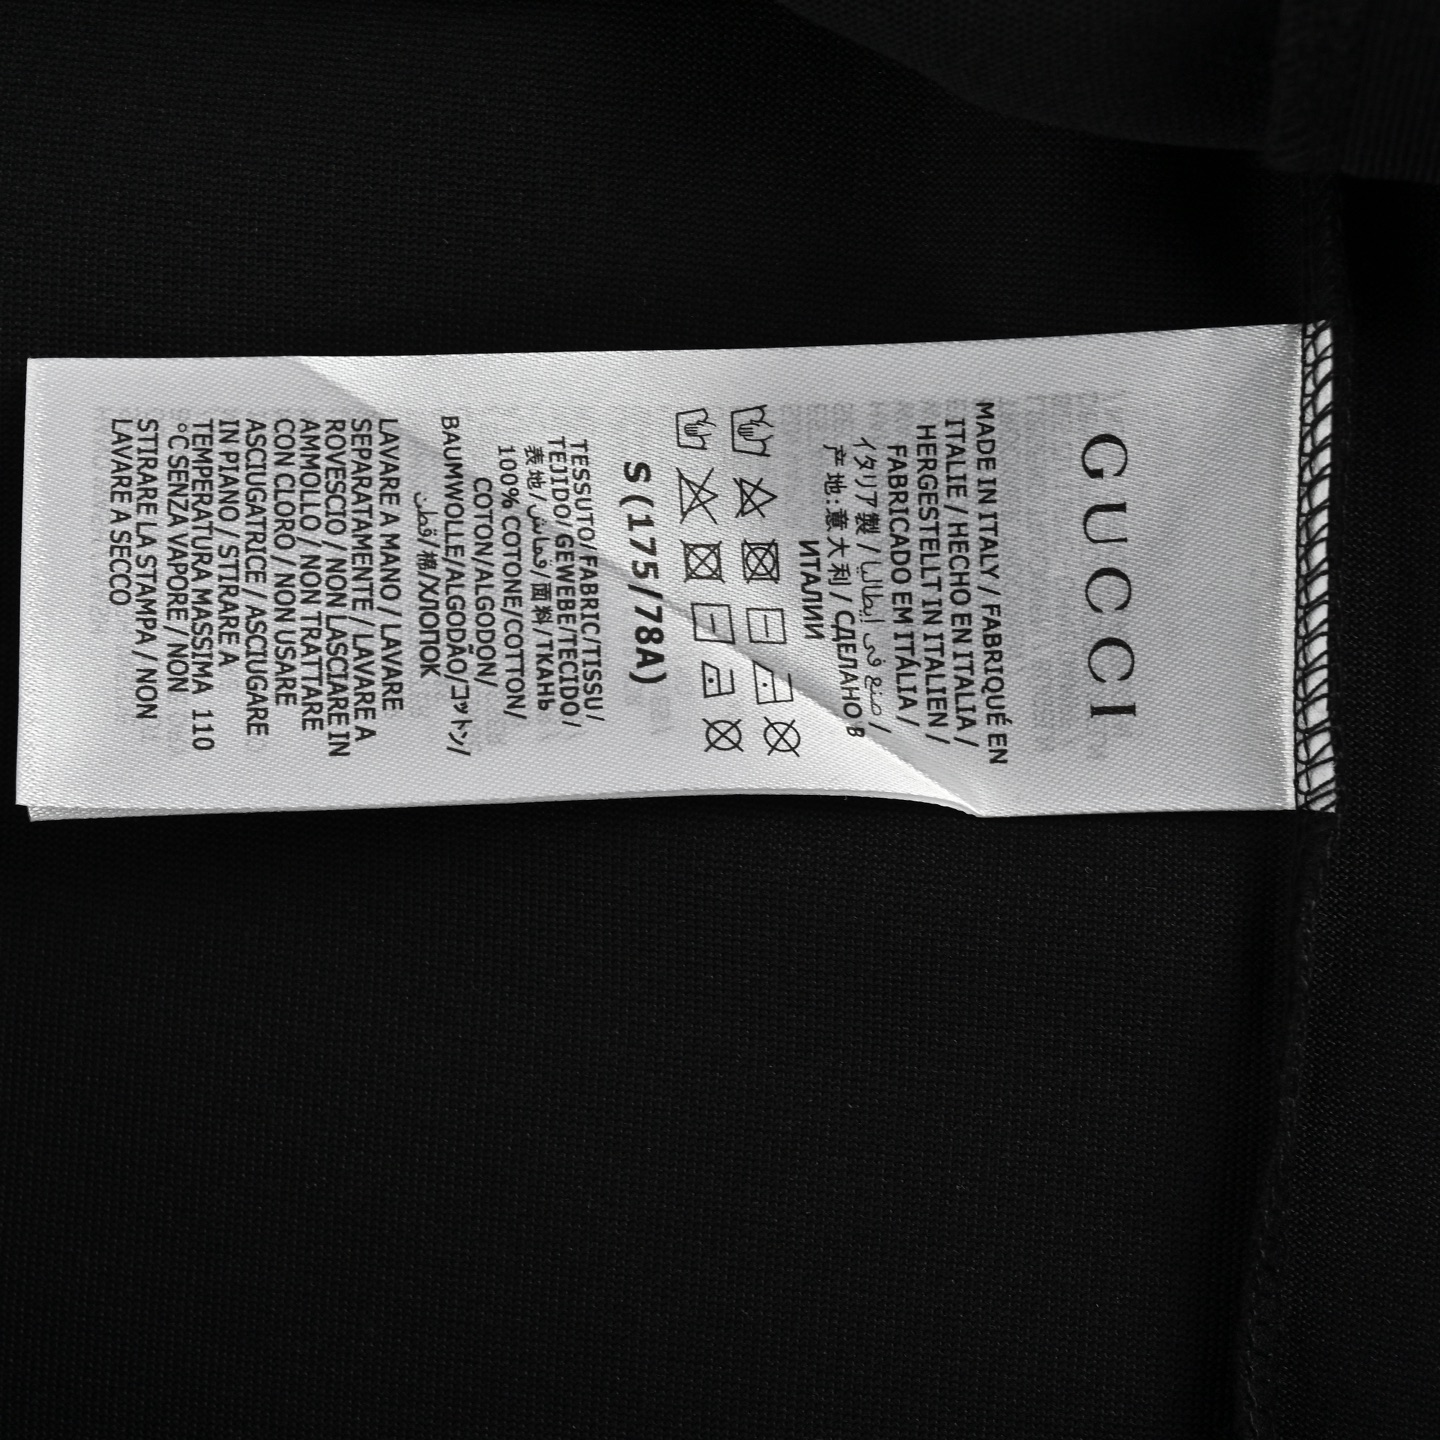 GUCCI
MADE IN ITALY / FABRIQUÉ EN
ITALIE / HECHO EN ITALIA /
HERGESTELLT IN ITALIEN /
FABRICADO EM ITÁLIA /
イタリア製 / صنع في إيطاليا /
产 地:意 大 利 / СДЕЛАНО В
ИТАЛИИ
S (175/78A)
TESSUTO/FABRIC/TISSU/
TEJIDO/GEWEBE/TECIDO/
表 地/قماش/面 料/ТКАНЬ
100% COTONE/COTTON/
COTON/ALGODON/
BAUMWOLLE/ALGODÃO/コットン/
قطن/棉/ХЛОПОК
LAVARE A MANO / LAVARE
SEPARATAMENTE / LAVARE A
ROVESCIO / NON LASCIARE IN
AMMOLLO / NON TRATTARE
CON CLORO / NON USARE
ASCIUGATRICE / ASCIUGARE
IN PIANO / STIRARE A
TEMPERATURA MASSIMA 110
°C SENZA VAPORE / NON
STIRARE LA STAMPA / NON
LAVARE A SECCO